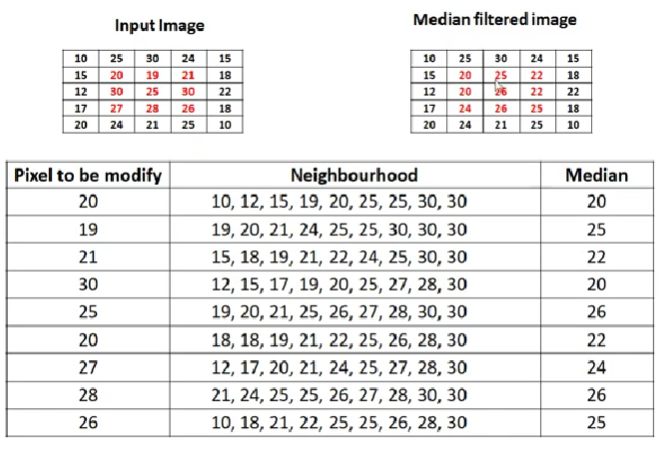 Input Image
Median filtered image
10 25 30 24 15
15 20 19 21 18
12 30 25 30 22
17 27 28 26 18
20 24 21 25 10
10 25 30 24 15
15 20 25 22 18
12 20 26 22 22
17 24 26 25 18
20 24 21 25 10
Pixel to be modify Neighbourhood Median
20 10, 12, 15, 19, 20, 25, 25, 30, 30 20
19 19, 20, 21, 24, 25, 25, 30, 30, 30 25
21 15, 18, 19, 21, 22, 24, 25, 30, 30 22
30 12, 15, 17, 19, 20, 25, 27, 28, 30 20
25 19, 20, 21, 25, 26, 27, 28, 30, 30 26
20 18, 18, 19, 21, 22, 25, 26, 28, 30 22
27 12, 17, 20, 21, 24, 25, 27, 28, 30 24
28 21, 24, 25, 25, 26, 27, 28, 30, 30 26
26 10, 18, 21, 22, 25, 25, 26, 28, 30 25